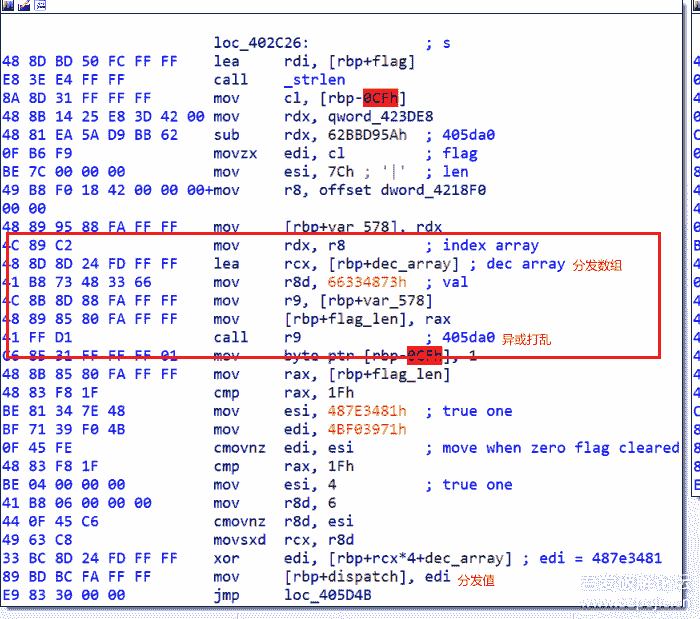 loc_402C26: ; s
48 8D BD 50 FC FF FF lea rdi, [rbp+flag]
E8 3E E4 FF FF call _strlen
8A 8D 31 FF FF FF mov cl, [rbp-0CFh]
48 8B 14 25 E8 3D 42 00 mov rdx, qword_423DE8
48 81 EA 5A D9 BB 62 sub rdx, 62BBD95Ah ; 405da0
0F B6 F9 movzx edi, cl ; flag
BE 7C 00 00 00 mov esi, 7Ch ; '|' ; len
49 B8 F0 18 42 00 00 00+mov r8, offset dword_4218F0
00 00
48 89 95 88 FA FF FF mov [rbp+var_578], rdx
4C 89 C2 mov rdx, r8 ; index array
48 8D 8D 24 FD FF FF lea rcx, [rbp+dec_array] ; dec array 分发数组
41 B8 73 48 33 66 mov r8d, 66334873h ; val
4C 8B 8D 88 FA FF FF mov r9, [rbp+var_578]
48 89 85 80 FA FF FF mov [rbp+flag_len], rax
41 FF D1 call r9 ; 405da0 异或打乱
C6 85 31 FF FF FF 01 mov byte ptr [rbp-0CFh], 1
48 8B 85 80 FA FF FF mov rax, [rbp+flag_len]
48 83 F8 1F cmp rax, 1Fh
BE 81 34 7E 48 mov esi, 487E3481h ; true one
BF 71 39 F0 4B mov edi, 4BF03971h
0F 45 FE cmovnz edi, esi ; move when zero flag cleared
48 83 F8 1F cmp rax, 1Fh
BE 04 00 00 00 mov esi, 4 ; true one
41 B8 06 00 00 00 mov r8d, 6
44 0F 45 C6 cmovnz r8d, esi
49 63 C8 movsxd rcx, r8d
33 BC 8D 24 FD FF FF xor edi, [rbp+rcx*4+dec_array] ; edi = 487e3481
89 BD BC FA FF FF mov [rbp+dispatch], edi 分发值
E9 83 30 00 00 jmp loc_405D4B
吾爱破解论坛
www.52pojie.cn